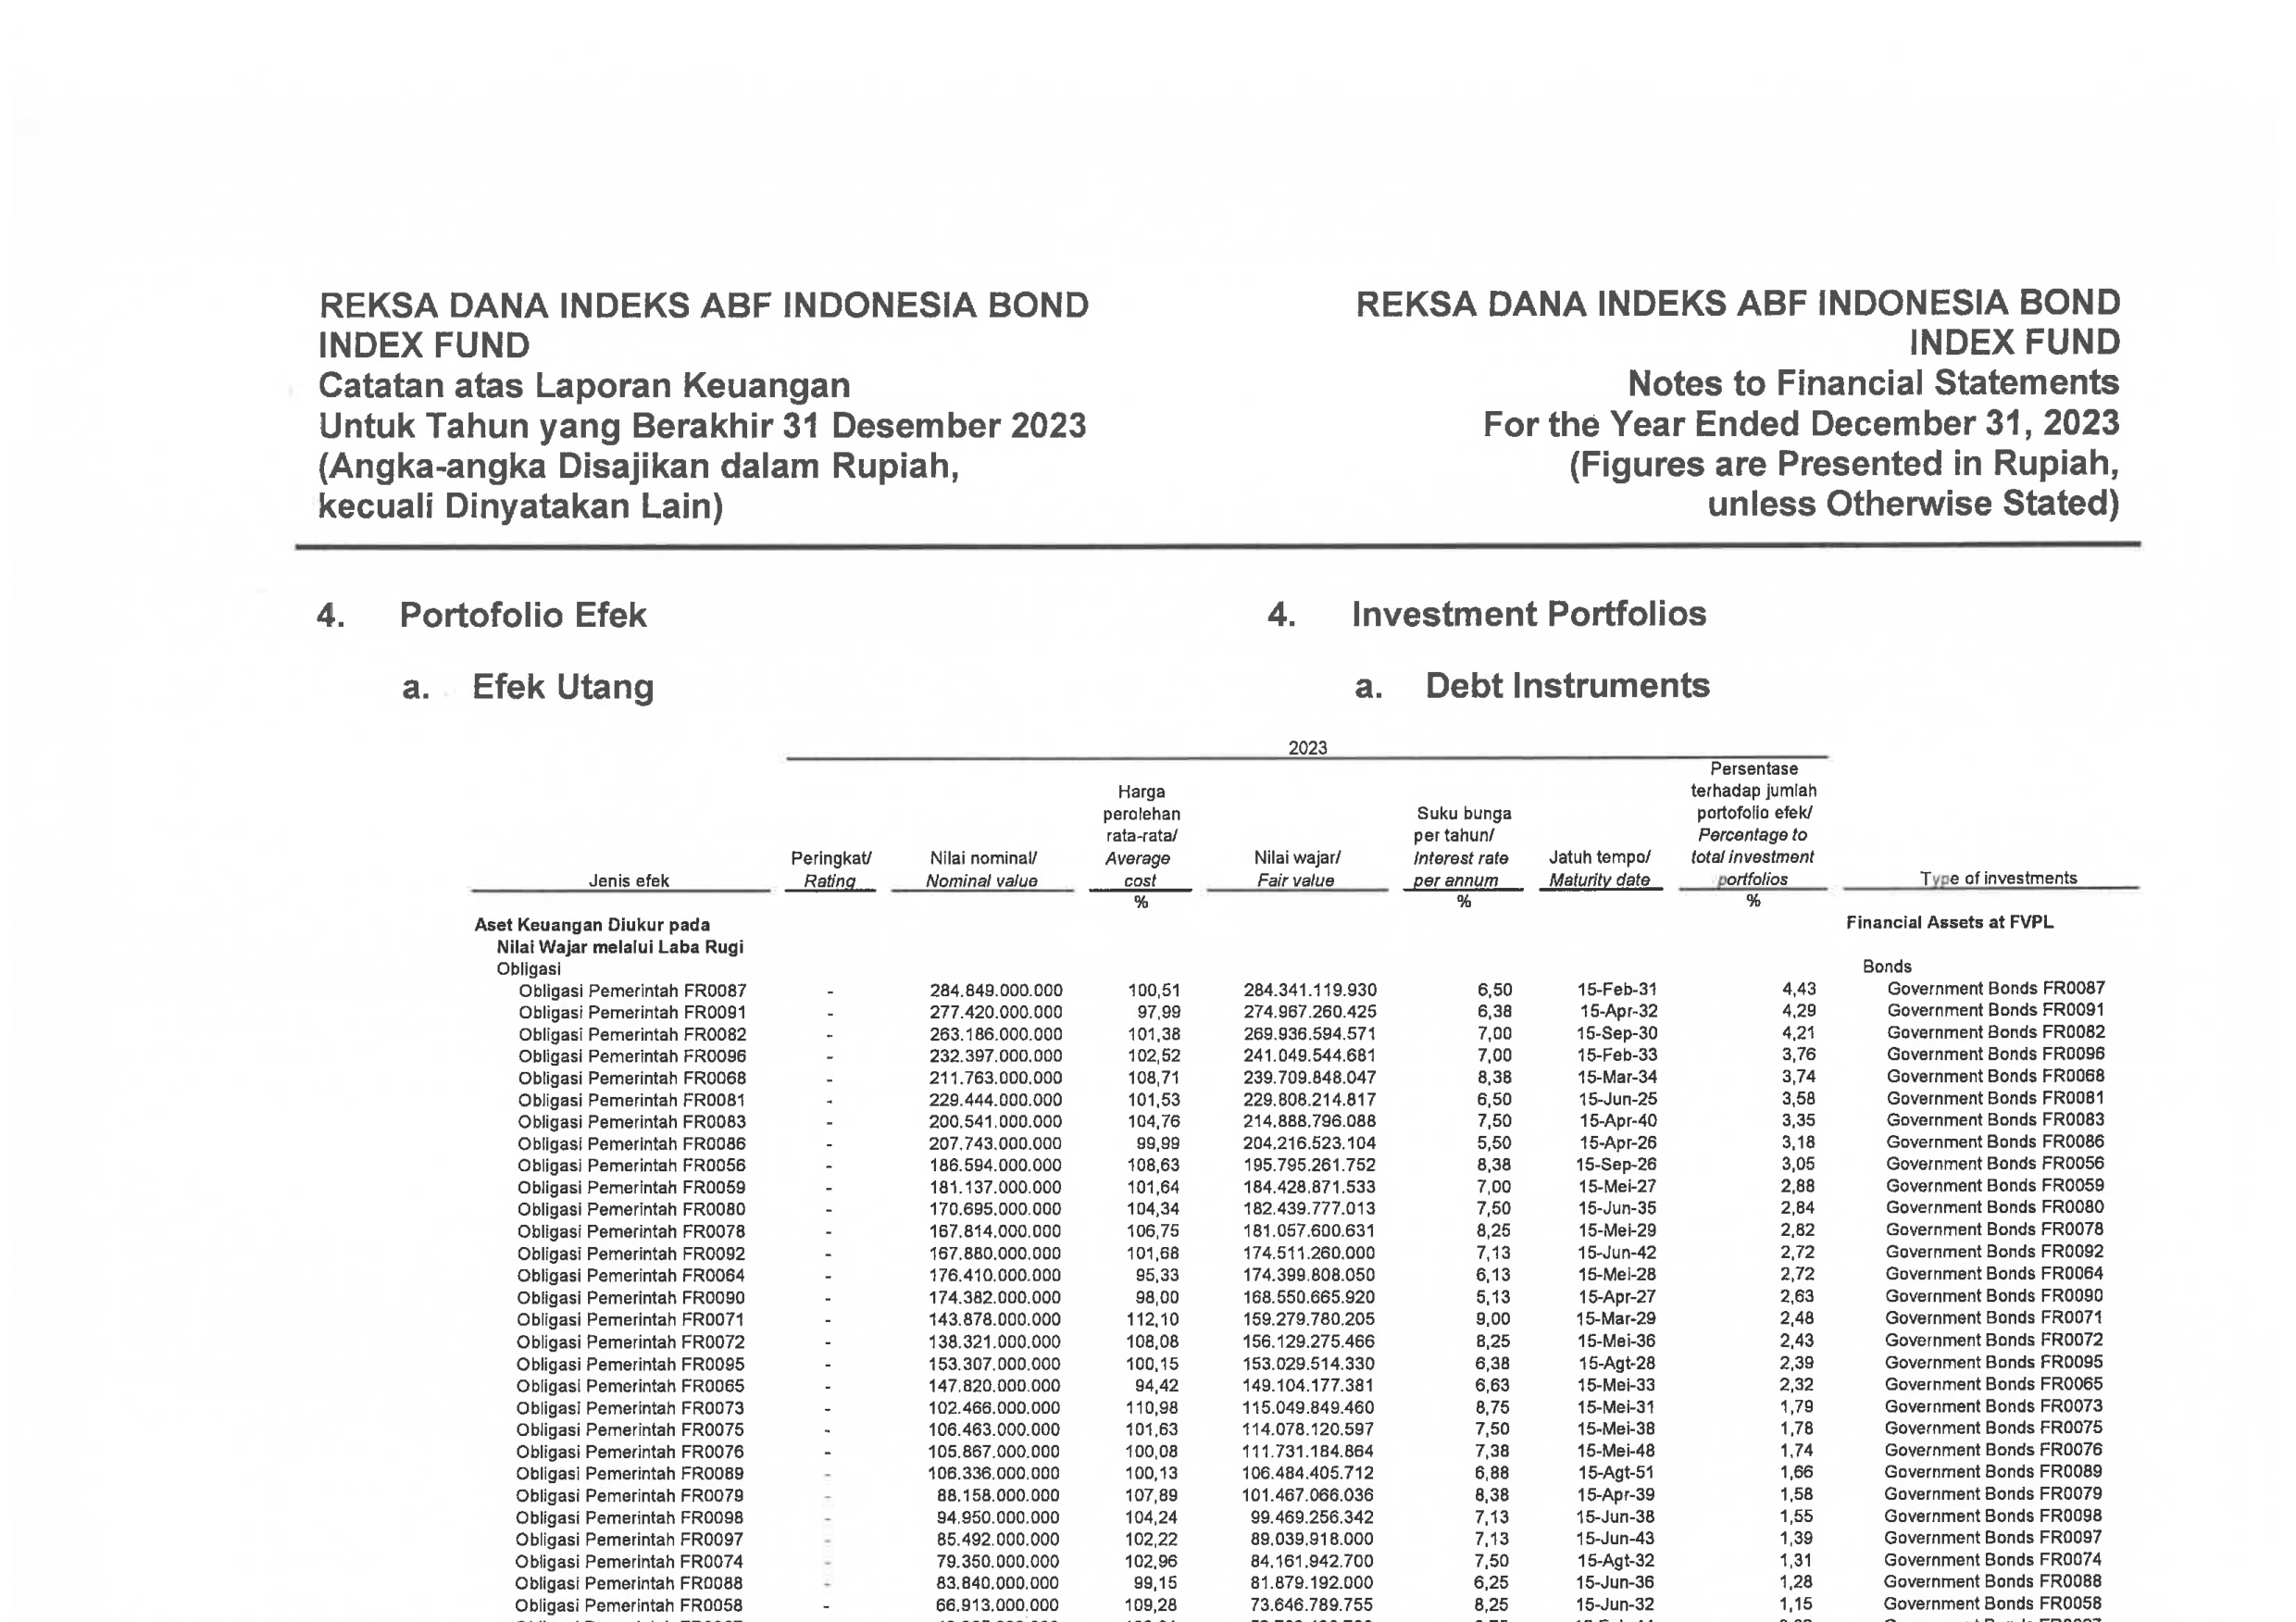 REKSA DANA INDEKS ABF INDONESIA BOND
INDEX FUND
Catatan atas Laporan Keuangan
Untuk Tahun yang Berakhir 31 Desember 2023
(Angka-angka Disajikan dalam Rupiah,
kecuali Dinyatakan Lain)
REKSA DANA INDEKS ABF INDONESIA BOND
INDEX FUND
Notes to Financial Statements
For the Year Ended December 31, 2023
(Figures are Presented in Rupiah,
unless Otherwise Stated)
4. Portofolio Efek
4. Investment Portfolios
a. Efek Utang
a. Debt Instruments
2023
Jenis efek
Peringkat/
Rating
Nilai nominal/
Nominal value
Harga
perolehan
rata-rata/
Average
cost
%
Nilai wajar/
Fair value
Suku bunga
per tahun/
Interest rate
per annum
%
Jatuh tempo/
Maturity date
Persentase
terhadap jumlah
portofolio efek/
Percentage to
total investment
portfolios
%
Type of investments
Aset Keuangan Diukur pada
Nilai Wajar melalui Laba Rugi
Financial Assets at FVPL
Obligasi Bonds
Obligasi Pemerintah FR0087 - 284.849.000.000 100,51 284.341.119.930 6,50 15-Feb-31 4,43 Government Bonds FR0087
Obligasi Pemerintah FR0091 - 277.420.000.000 97,99 274.967.260.425 6,38 15-Apr-32 4,29 Government Bonds FR0091
Obligasi Pemerintah FR0082 - 263.186.000.000 101,38 269.936.594.571 7,00 15-Sep-30 4,21 Government Bonds FR0082
Obligasi Pemerintah FR0096 - 232.397.000.000 102,52 241.049.544.681 7,00 15-Feb-33 3,76 Government Bonds FR0096
Obligasi Pemerintah FR0068 - 211.763.000.000 108,71 239.709.848.047 8,38 15-Mar-34 3,74 Government Bonds FR0068
Obligasi Pemerintah FR0081 - 229.444.000.000 101,53 229.808.214.817 6,50 15-Jun-25 3,58 Government Bonds FR0081
Obligasi Pemerintah FR0083 - 200.541.000.000 104,76 214.888.796.088 7,50 15-Apr-40 3,35 Government Bonds FR0083
Obligasi Pemerintah FR0086 - 207.743.000.000 99,99 204.216.523.104 5,50 15-Apr-26 3,18 Government Bonds FR0086
Obligasi Pemerintah FR0056 - 186.594.000.000 108,63 195.795.261.752 8,38 15-Sep-26 3,05 Government Bonds FR0056
Obligasi Pemerintah FR0059 - 181.137.000.000 101,64 184.428.871.533 7,00 15-Mei-27 2,88 Government Bonds FR0059
Obligasi Pemerintah FR0080 - 170.695.000.000 104,34 182.439.777.013 7,50 15-Jun-35 2,84 Government Bonds FR0080
Obligasi Pemerintah FR0078 - 167.814.000.000 106,75 181.057.600.631 8,25 15-Mei-29 2,82 Government Bonds FR0078
Obligasi Pemerintah FR0092 - 167.880.000.000 101,68 174.511.260.000 7,13 15-Jun-42 2,72 Government Bonds FR0092
Obligasi Pemerintah FR0064 - 176.410.000.000 95,33 174.399.808.050 6,13 15-Mei-28 2,72 Government Bonds FR0064
Obligasi Pemerintah FR0090 - 174.382.000.000 98,00 168.550.665.920 5,13 15-Apr-27 2,63 Government Bonds FR0090
Obligasi Pemerintah FR0071 - 143.878.000.000 112,10 159.279.780.205 9,00 15-Mar-29 2,48 Government Bonds FR0071
Obligasi Pemerintah FR0072 - 138.321.000.000 108,08 156.129.275.466 8,25 15-Mei-36 2,43 Government Bonds FR0072
Obligasi Pemerintah FR0095 - 153.307.000.000 100,15 153.029.514.330 6,38 15-Agt-28 2,39 Government Bonds FR0095
Obligasi Pemerintah FR0065 - 147.820.000.000 94,42 149.104.177.381 6,63 15-Mei-33 2,32 Government Bonds FR0065
Obligasi Pemerintah FR0073 - 102.466.000.000 110,98 115.049.849.460 8,75 15-Mei-31 1,79 Government Bonds FR0073
Obligasi Pemerintah FR0075 - 106.463.000.000 101,63 114.078.120.597 7,50 15-Mei-38 1,78 Government Bonds FR0075
Obligasi Pemerintah FR0076 - 105.867.000.000 100,08 111.731.184.864 7,38 15-Mei-48 1,74 Government Bonds FR0076
Obligasi Pemerintah FR0089 - 106.336.000.000 100,13 106.484.405.712 6,88 15-Agt-51 1,66 Government Bonds FR0089
Obligasi Pemerintah FR0079 - 88.158.000.000 107,89 101.467.066.036 8,38 15-Apr-39 1,58 Government Bonds FR0079
Obligasi Pemerintah FR0098 - 94.950.000.000 104,24 99.469.256.342 7,13 15-Jun-38 1,55 Government Bonds FR0098
Obligasi Pemerintah FR0097 - 85.492.000.000 102,22 89.039.918.000 7,13 15-Jun-43 1,39 Government Bonds FR0097
Obligasi Pemerintah FR0074 - 79.350.000.000 102,96 84.161.942.700 7,50 15-Agt-32 1,31 Government Bonds FR0074
Obligasi Pemerintah FR0088 - 83.840.000.000 99,15 81.879.192.000 6,25 15-Jun-36 1,28 Government Bonds FR0088
Obligasi Pemerintah FR0058 - 66.913.000.000 109,28 73.646.789.755 8,25 15-Jun-32 1,15 Government Bonds FR0058